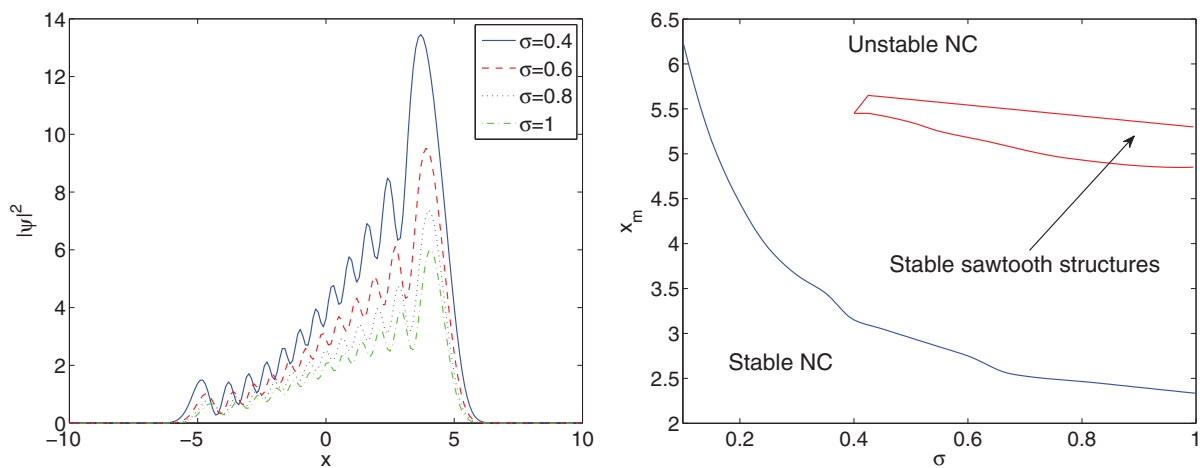 14
12
10
8
6
4
2
0
−10
−5
0
5
10
x
|ψ|²
σ=0.4
σ=0.6
σ=0.8
σ=1
6.5
6
5.5
5
4.5
4
3.5
3
2.5
2
0.2
0.4
0.6
0.8
1
σ
x_m
Unstable NC
Stable sawtooth structures
Stable NC